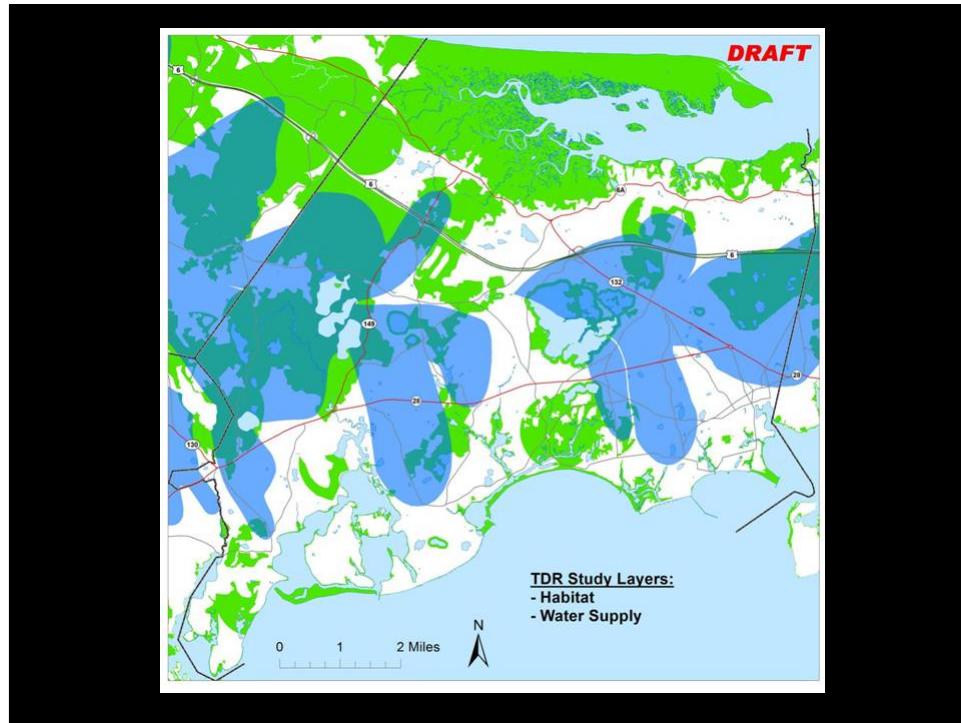 DRAFT
6
6
6A
6
132
149
28
28
130
TDR Study Layers:
- Habitat
- Water Supply
N
0 1 2 Miles